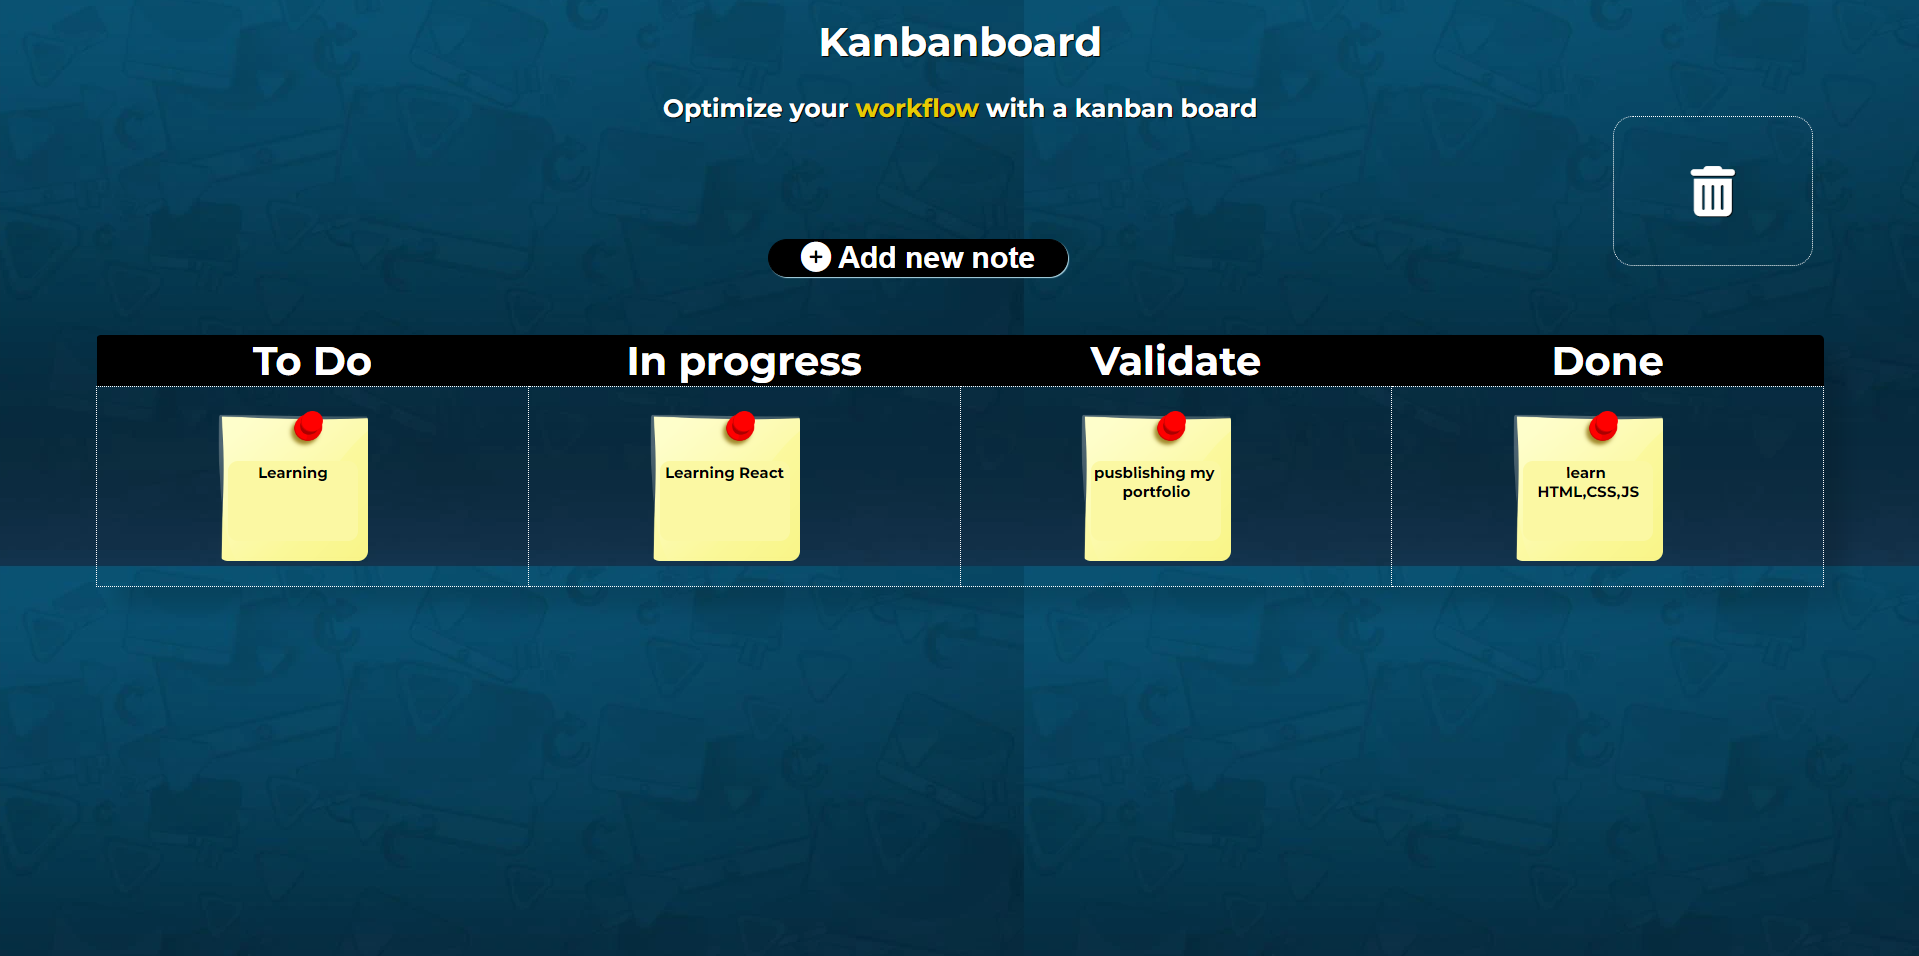 Kanbanboard
Optimize your workflow with a kanban board
Add new note
To Do
In progress
Validate
Done
Learning
Learning React
pusblishing my
portfolio
learn
HTML,CSS,JS